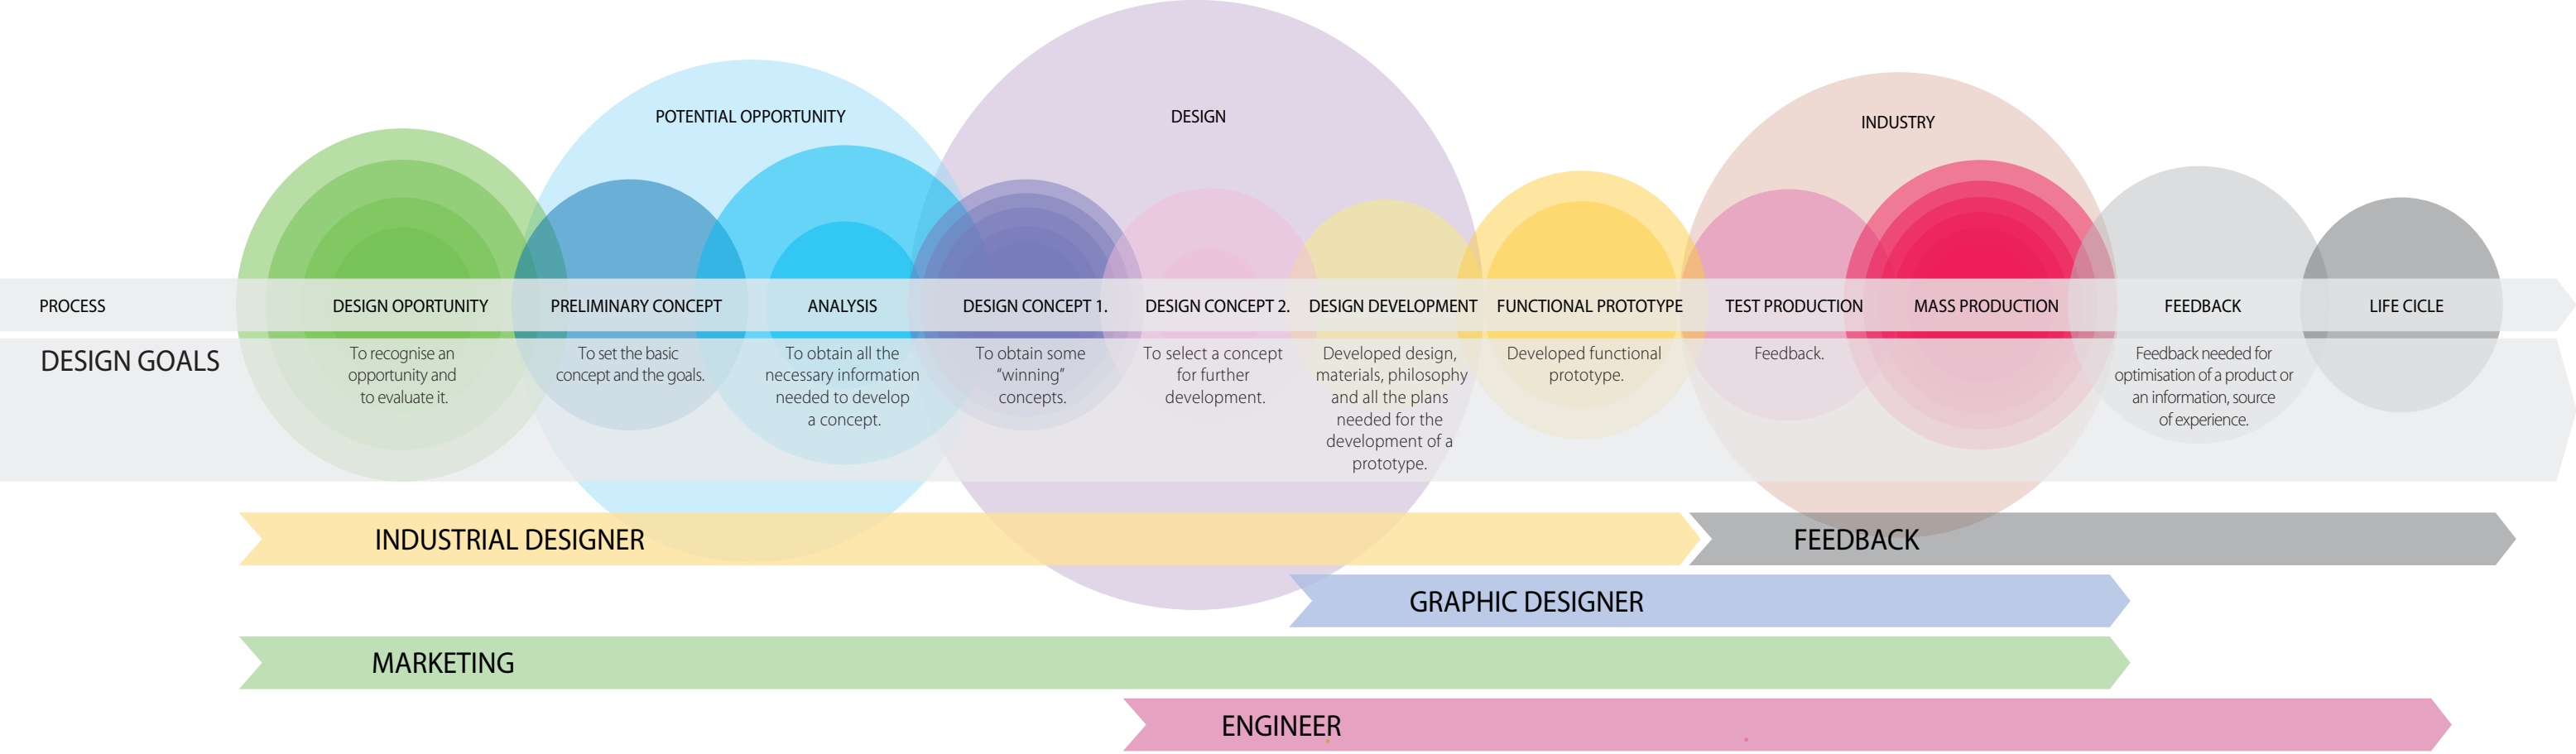 POTENTIAL OPPORTUNITY
DESIGN
INDUSTRY
PROCESS
DESIGN OPORTUNITY
PRELIMINARY CONCEPT
ANALYSIS
DESIGN CONCEPT 1.
DESIGN CONCEPT 2.
DESIGN DEVELOPMENT
FUNCTIONAL PROTOTYPE
TEST PRODUCTION
MASS PRODUCTION
FEEDBACK
LIFE CICLE
DESIGN GOALS
To recognise an
opportunity and
to evaluate it.
To set the basic
concept and the goals.
To obtain all the
necessary information
needed to develop
a concept.
To obtain some
“winning”
concepts.
To select a concept
for further
development.
Developed design,
materials, philosophy
and all the plans
needed for the
development of a
prototype.
Developed functional
prototype.
Feedback.
Feedback needed for
optimisation of a product or
an information, source
of experience.
INDUSTRIAL DESIGNER
FEEDBACK
GRAPHIC DESIGNER
MARKETING
ENGINEER